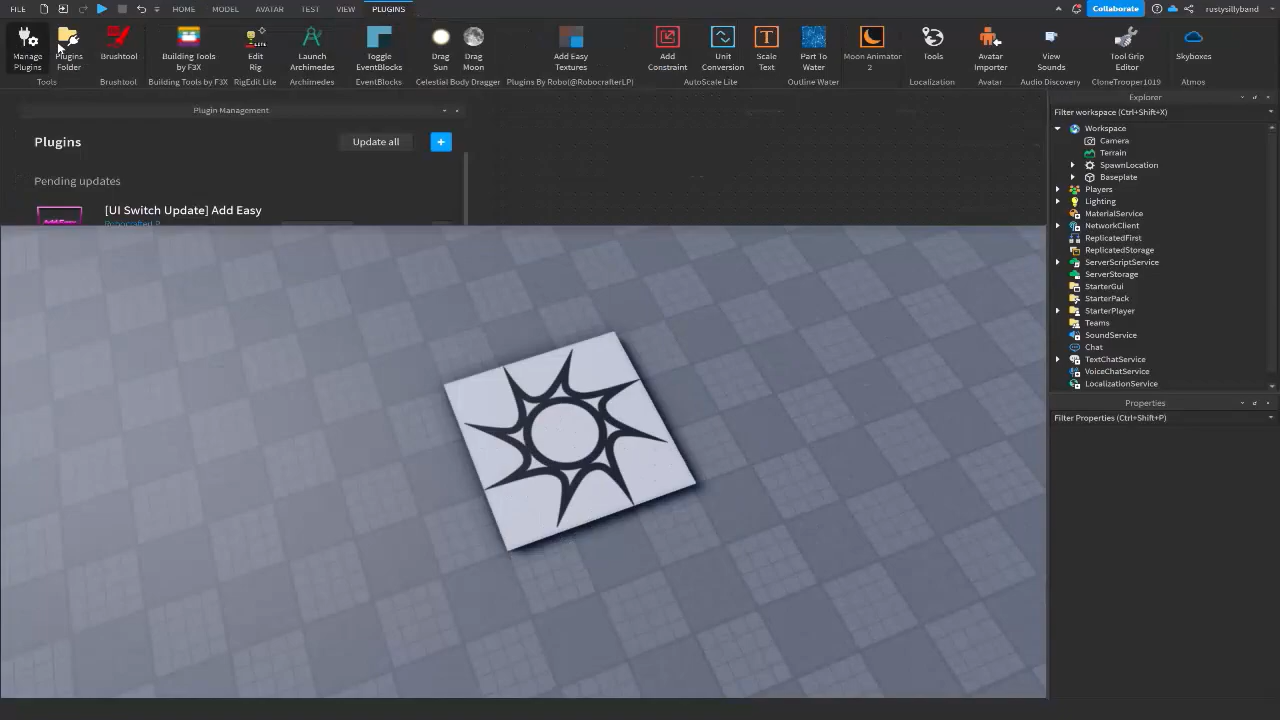 FILE HOME MODEL AVATAR TEST VIEW PLUGINS Collaborate rustysillyband
Manage Plugins
Plugins Folder
Brushtool
Building Tools by F3X
Edit Rig
Launch Archimedes
Toggle EventBlocks
Drag Sun
Drag Moon
Add Easy Textures
Add Constraint
Unit Conversion
Scale Text
Part To Water
Moon Animator 2
Tools
Avatar Importer
View Sounds
Tool Grip Editor
Skyboxes
Tools Brushtool Building Tools by F3X RigEdit Lite Archimedes EventBlocks Celestial Body Dragger Plugins By Robo(@RobocrafterLP) AutoScale Lite Outline Water Localization Avatar Audio Discovery CloneTrooper1019 Atmos
Plugin Management
Plugins Update all +
Pending updates
[UI Switch Update] Add Easy
Explorer
Filter workspace (Ctrl+Shift+X)
Workspace
Camera
Terrain
SpawnLocation
Baseplate
Players
Lighting
MaterialService
NetworkClient
ReplicatedFirst
ReplicatedStorage
ServerScriptService
ServerStorage
StarterGui
StarterPack
StarterPlayer
Teams
SoundService
Chat
TextChatService
VoiceChatService
LocalizationService
Properties
Filter Properties (Ctrl+Shift+P)